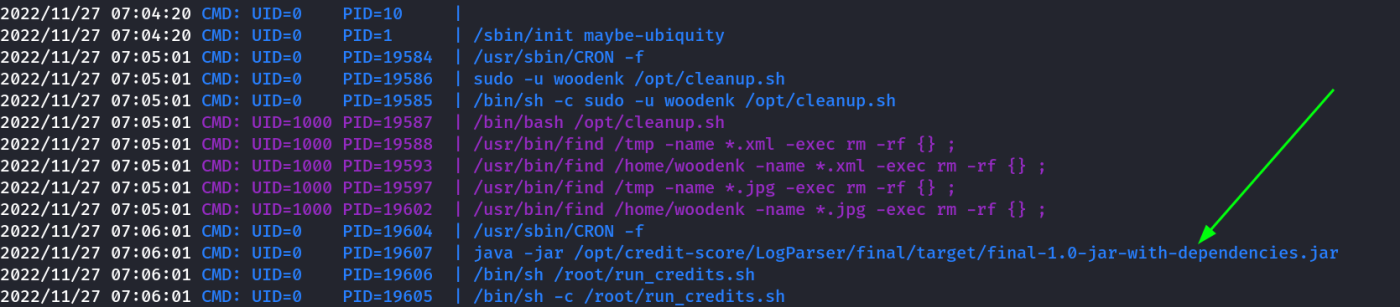 2022/11/27 07:04:20 CMD: UID=0    PID=10     |
2022/11/27 07:04:20 CMD: UID=0    PID=1      | /sbin/init maybe-ubiquity
2022/11/27 07:05:01 CMD: UID=0    PID=19584  | /usr/sbin/CRON -f
2022/11/27 07:05:01 CMD: UID=0    PID=19586  | sudo -u woodenk /opt/cleanup.sh
2022/11/27 07:05:01 CMD: UID=0    PID=19585  | /bin/sh -c sudo -u woodenk /opt/cleanup.sh
2022/11/27 07:05:01 CMD: UID=1000 PID=19587  | /bin/bash /opt/cleanup.sh
2022/11/27 07:05:01 CMD: UID=1000 PID=19588  | /usr/bin/find /tmp -name *.xml -exec rm -rf {} ;
2022/11/27 07:05:01 CMD: UID=1000 PID=19593  | /usr/bin/find /home/woodenk -name *.xml -exec rm -rf {} ;
2022/11/27 07:05:01 CMD: UID=1000 PID=19597  | /usr/bin/find /tmp -name *.jpg -exec rm -rf {} ;
2022/11/27 07:05:01 CMD: UID=1000 PID=19602  | /usr/bin/find /home/woodenk -name *.jpg -exec rm -rf {} ;
2022/11/27 07:06:01 CMD: UID=0    PID=19604  | /usr/sbin/CRON -f
2022/11/27 07:06:01 CMD: UID=0    PID=19607  | java -jar /opt/credit-score/LogParser/final/target/final-1.0-jar-with-dependencies.jar
2022/11/27 07:06:01 CMD: UID=0    PID=19606  | /bin/sh /root/run_credits.sh
2022/11/27 07:06:01 CMD: UID=0    PID=19605  | /bin/sh -c /root/run_credits.sh